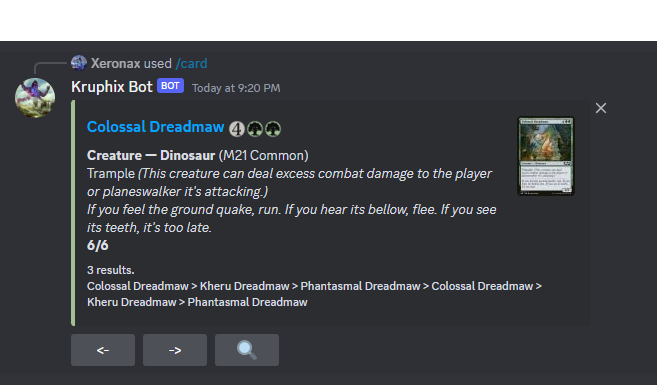 Xeronax used /card
Kruphix Bot BOT Today at 9:20 PM
Colossal Dreadmaw 4
Creature — Dinosaur (M21 Common)
Trample (This creature can deal excess combat damage to the player
or planeswalker it's attacking.)
If you feel the ground quake, run. If you hear its bellow, flee. If you see
its teeth, it's too late.
6/6
3 results.
Colossal Dreadmaw > Kheru Dreadmaw > Phantasmal Dreadmaw > Colossal Dreadmaw >
Kheru Dreadmaw > Phantasmal Dreadmaw
<- ->